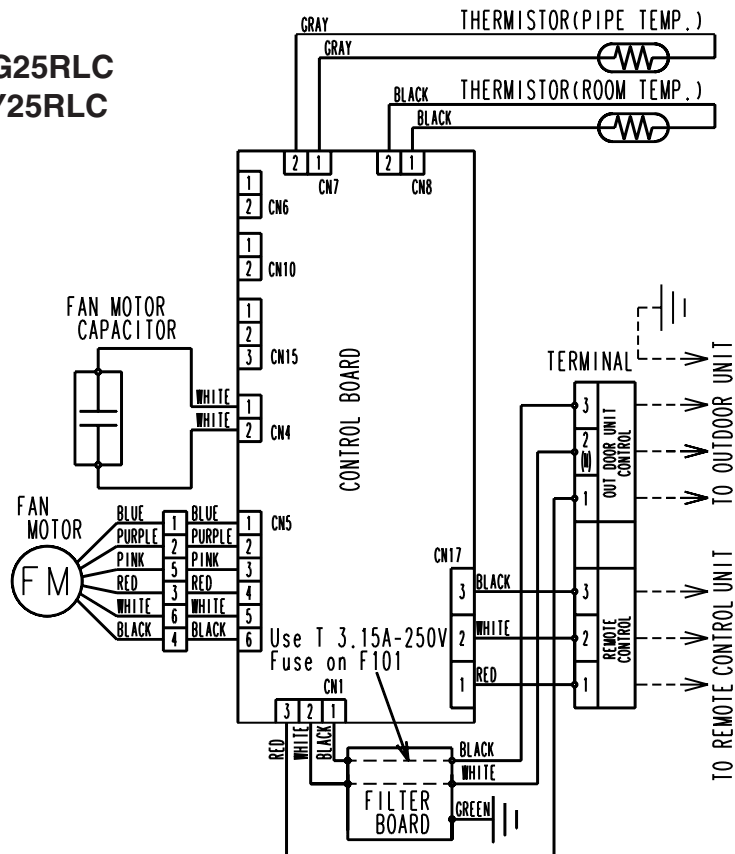 G25RLC
Y25RLC
GRAY
THERMISTOR(PIPE TEMP.)
GRAY
BLACK
THERMISTOR(ROOM TEMP.)
BLACK
2 1
CN7
2 1
CN8
1
2
CN6
1
2
CN10
1
2
3
CN15
FAN MOTOR
CAPACITOR
WHITE
WHITE
1
2
CN4
CONTROL BOARD
FAN
MOTOR
FM
BLUE 1 BLUE 1 CN5
PURPLE 2 PURPLE 2
PINK 5 PINK 3
RED 3 RED 4
WHITE 6 WHITE 5
BLACK 4 BLACK 6
Use T 3.15A-250V
Fuse on F101
CN17
3 BLACK
2 WHITE
1 RED
TERMINAL
3
2
(N)
1
OUT DOOR UNIT
CONTROL
TO OUTDOOR UNIT
3
2
1
REMOTE
CONTROL
TO REMOTE CONTROL UNIT
CN1
3 2 1
RED
WHITE
BLACK
FILTER
BOARD
BLACK
WHITE
GREEN